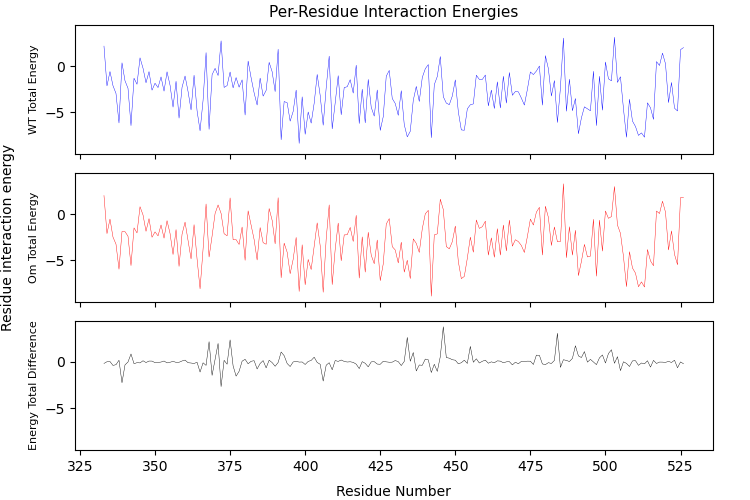 Per-Residue Interaction Energies
Residue interaction energy
WT Total Energy
0
−5
Om Total Energy
0
−5
Energy Total Difference
0
−5
325 350 375 400 425 450 475 500 525
Residue Number